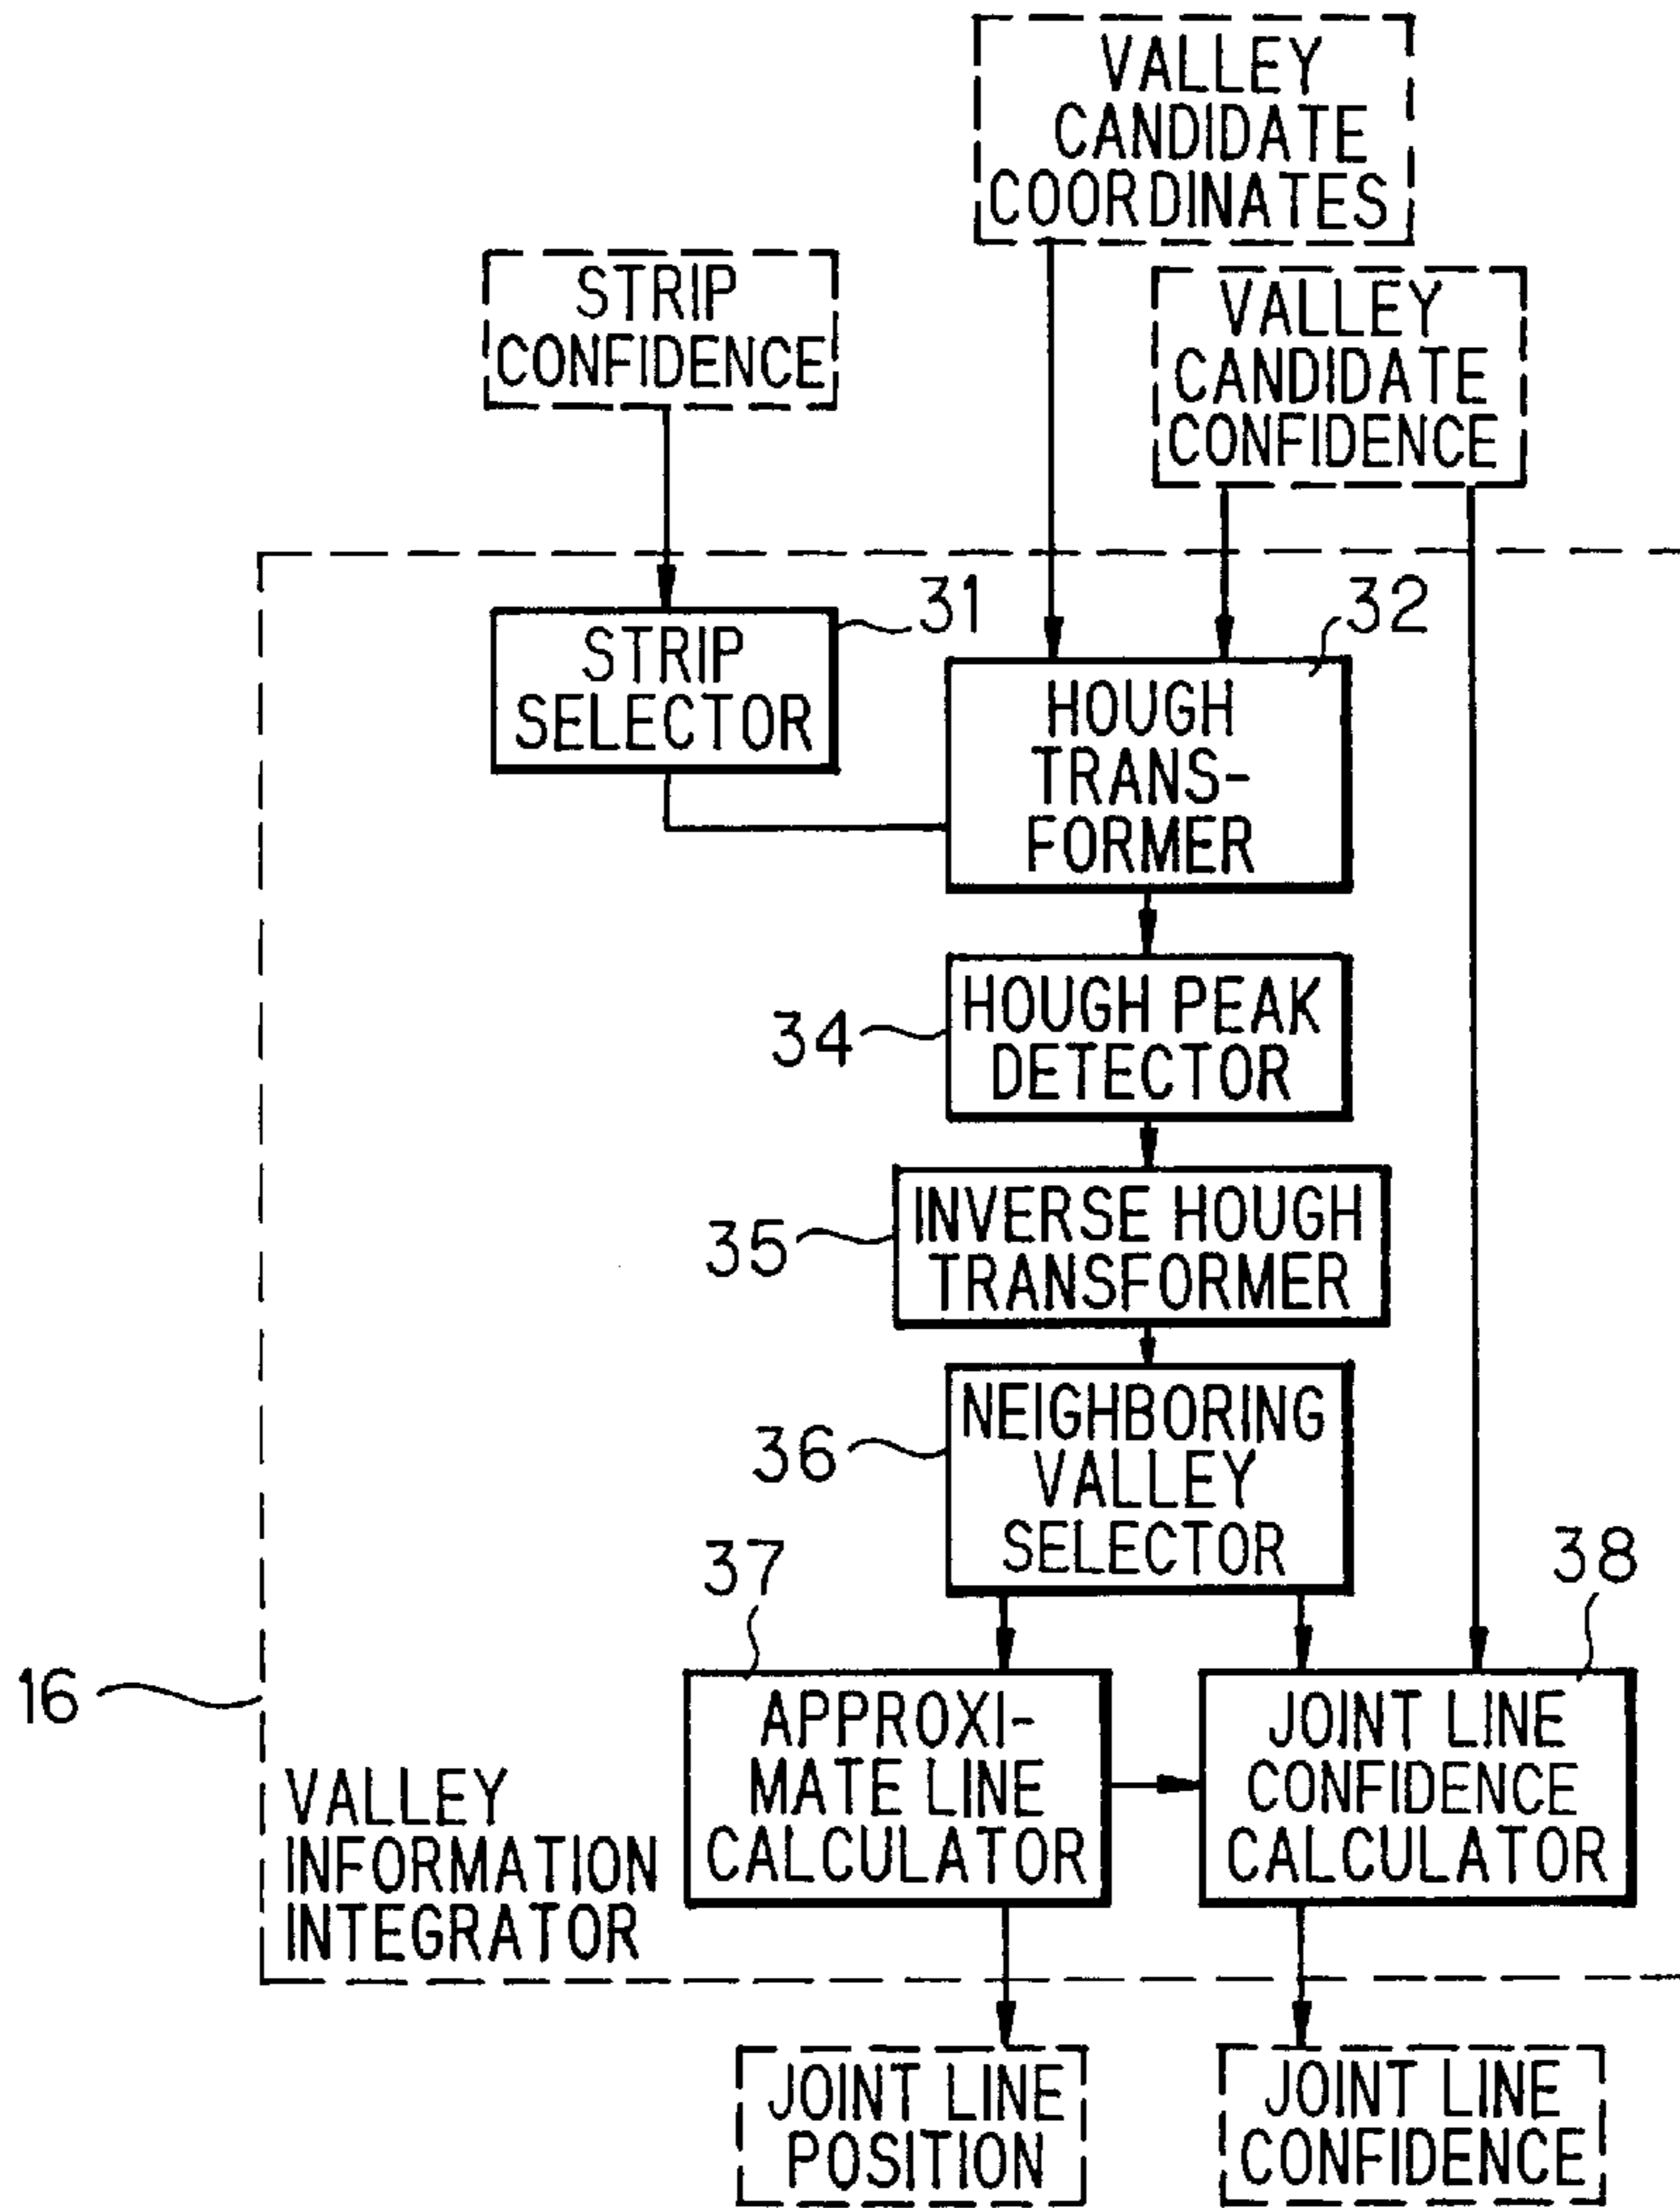 VALLEY
CANDIDATE
COORDINATES
STRIP
CONFIDENCE
VALLEY
CANDIDATE
CONFIDENCE
31
32
STRIP
SELECTOR
HOUGH
TRANS-
FORMER
34
HOUGH PEAK
DETECTOR
35
INVERSE HOUGH
TRANSFORMER
36
NEIGHBORING
VALLEY
SELECTOR
37
38
16
APPROXI-
MATE LINE
CALCULATOR
JOINT LINE
CONFIDENCE
CALCULATOR
VALLEY
INFORMATION
INTEGRATOR
JOINT LINE
POSITION
JOINT LINE
CONFIDENCE